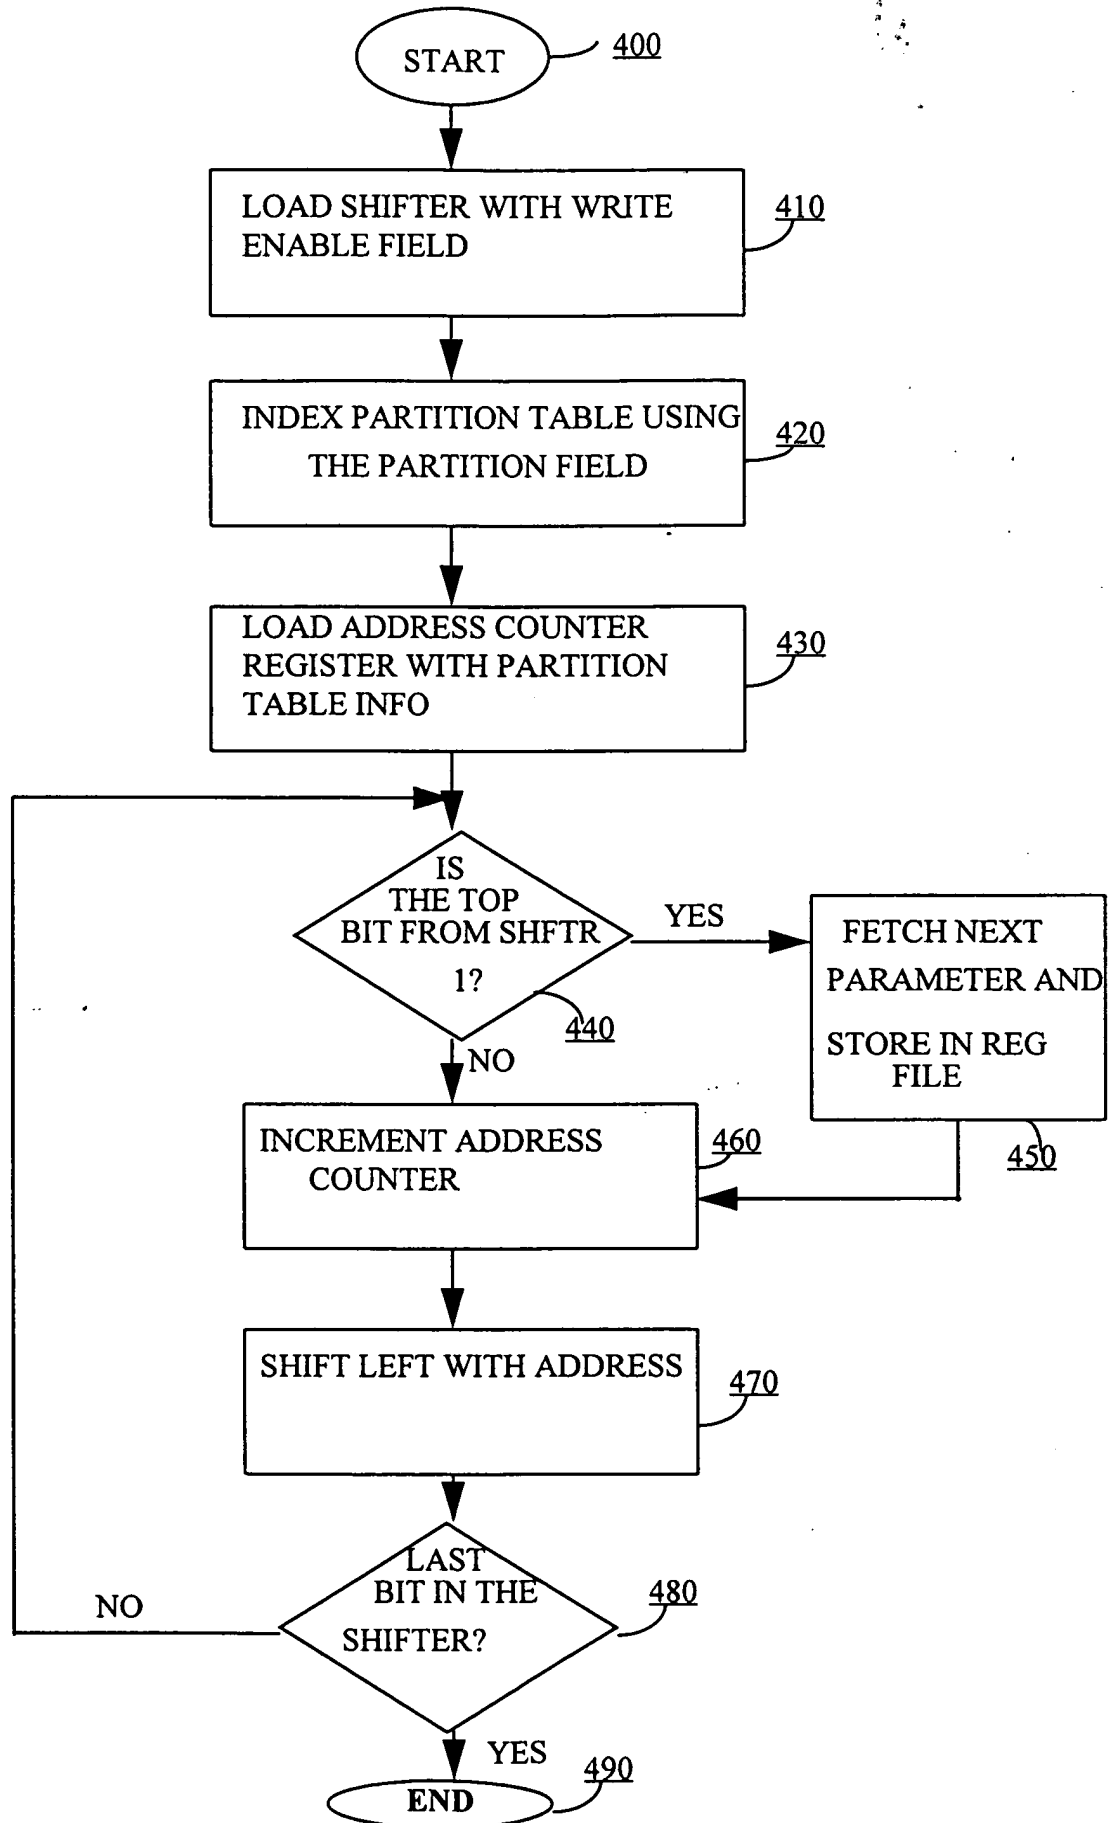 START
400
LOAD SHIFTER WITH WRITE
ENABLE FIELD
410
INDEX PARTITION TABLE USING
THE PARTITION FIELD
420
LOAD ADDRESS COUNTER
REGISTER WITH PARTITION
TABLE INFO
430
IS
THE TOP
BIT FROM SHFTR
1?
440
YES
FETCH NEXT
PARAMETER AND
STORE IN REG
FILE
450
NO
INCREMENT ADDRESS
COUNTER
460
SHIFT LEFT WITH ADDRESS
470
LAST
BIT IN THE
SHIFTER?
480
NO
YES
END
490